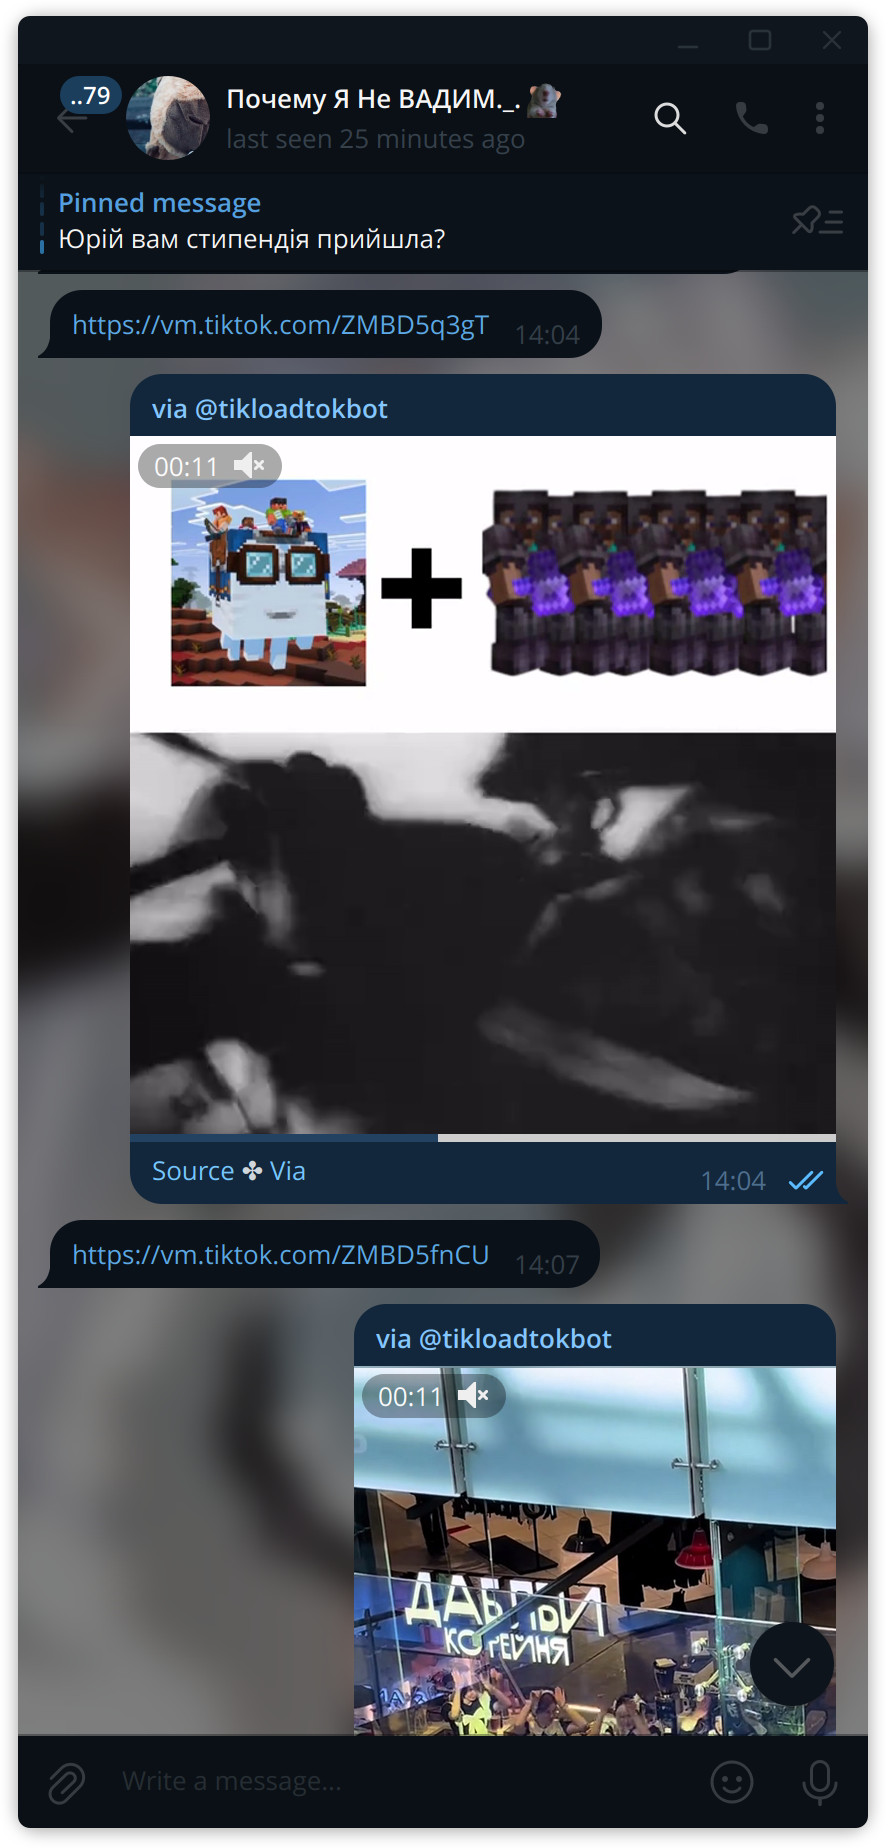 ..79
Почему Я Не ВАДИМ._.
last seen 25 minutes ago
Pinned message
Юрій вам стипендія прийшла?
https://vm.tiktok.com/ZMBD5q3gT 14:04
via @tikloadtokbot
00:11
Source ✤ Via
14:04
https://vm.tiktok.com/ZMBD5fnCU 14:07
via @tikloadtokbot
00:11
Write a message...